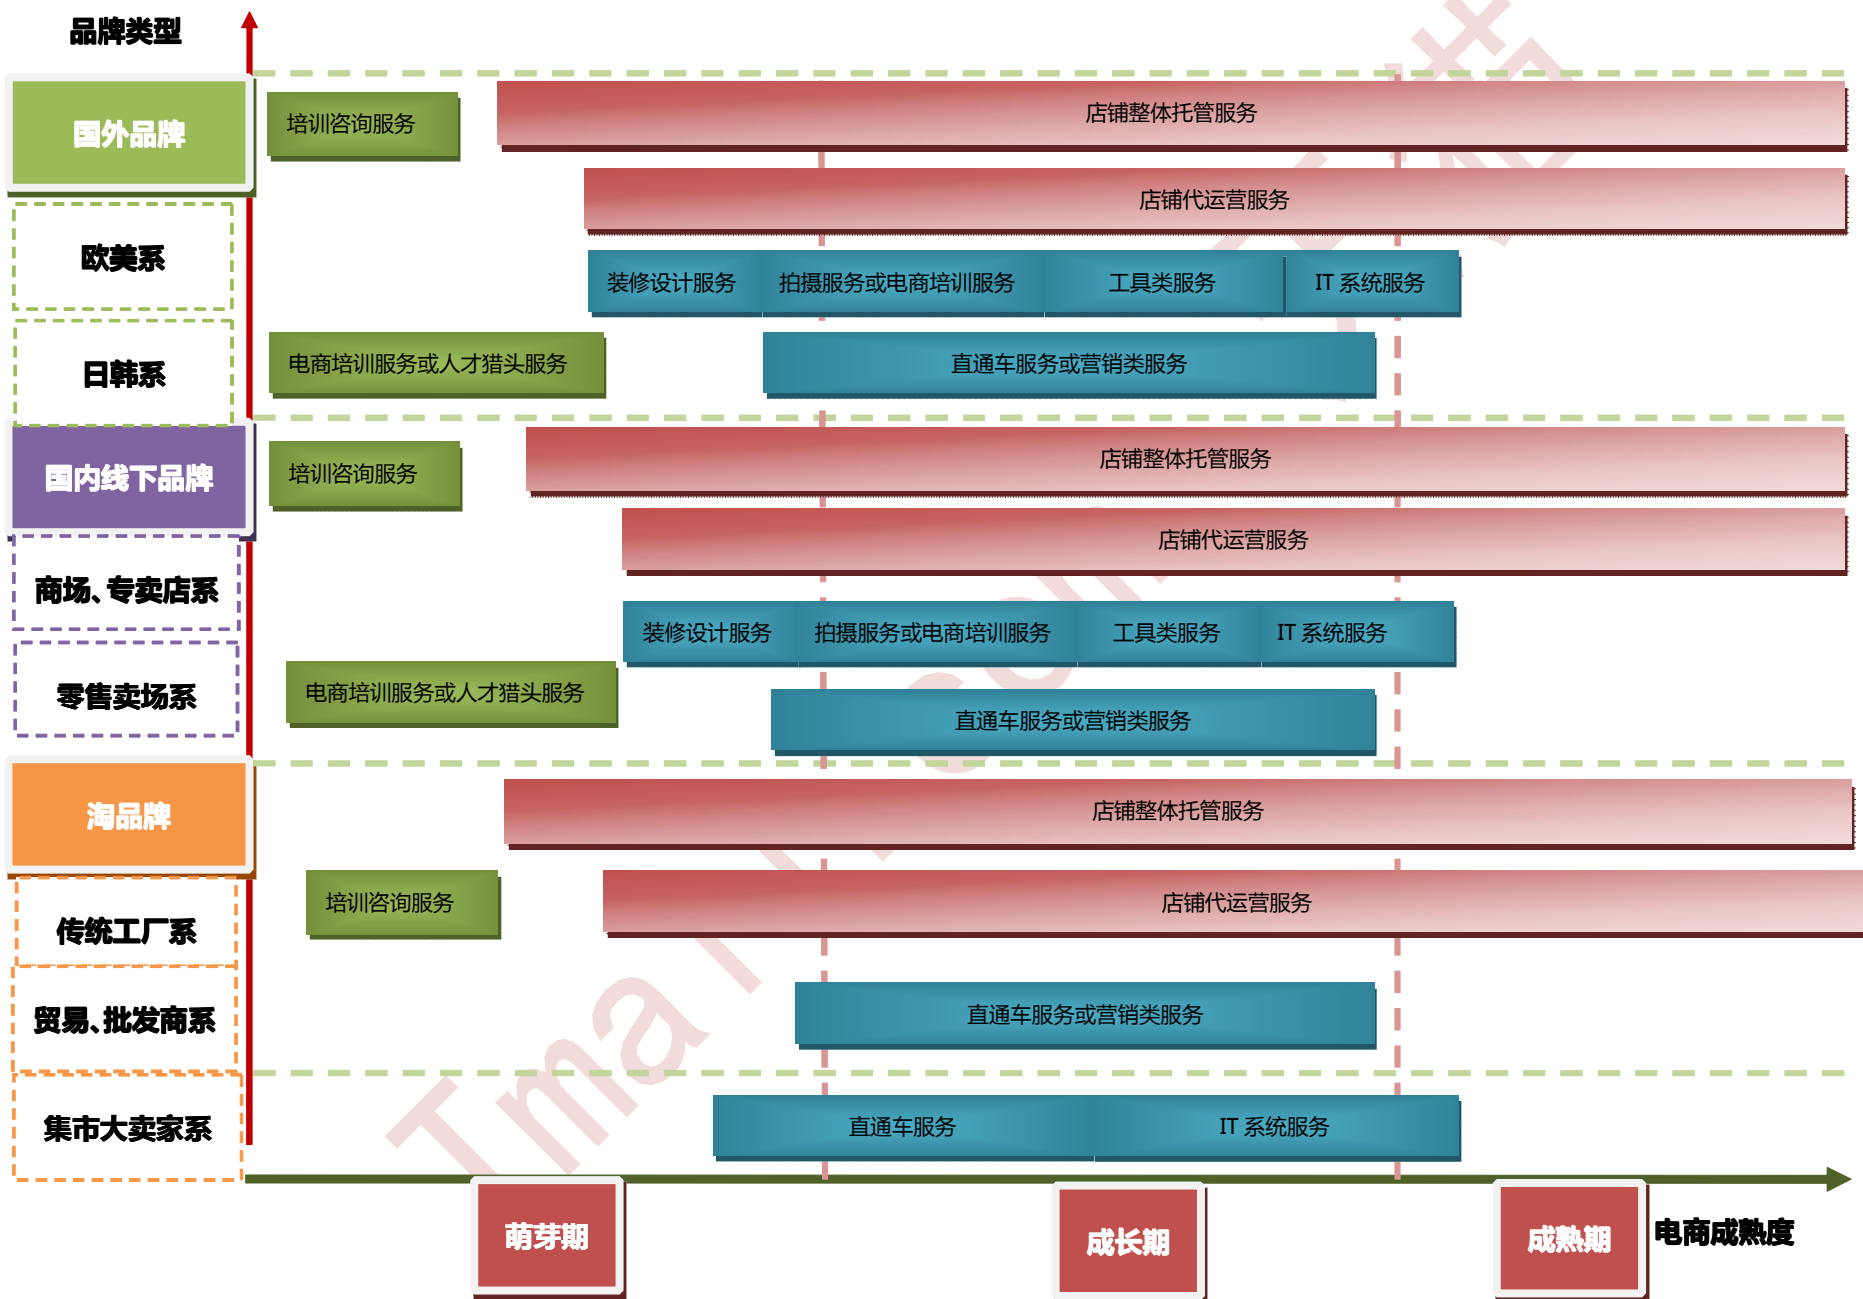 品牌类型
国外品牌
培训咨询服务
店铺整体托管服务
店铺代运营服务
欧美系
装修设计服务
拍摄服务或电商培训服务
工具类服务
IT 系统服务
日韩系
电商培训服务或人才猎头服务
直通车服务或营销类服务
国内线下品牌
培训咨询服务
店铺整体托管服务
店铺代运营服务
商场、专卖店系
装修设计服务
拍摄服务或电商培训服务
工具类服务
IT 系统服务
零售卖场系
电商培训服务或人才猎头服务
直通车服务或营销类服务
淘品牌
店铺整体托管服务
培训咨询服务
店铺代运营服务
传统工厂系
贸易、批发商系
直通车服务或营销类服务
集市大卖家系
直通车服务
IT 系统服务
萌芽期
成长期
成熟期
电商成熟度